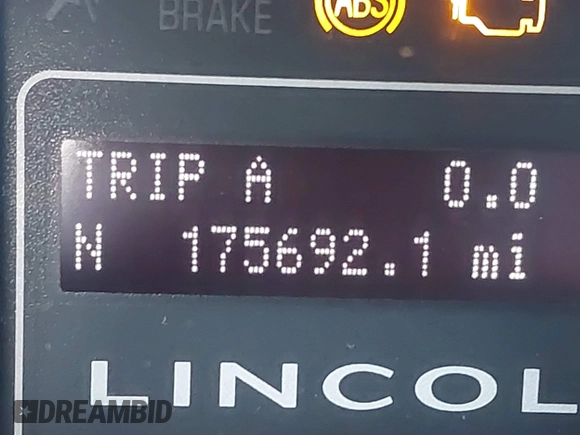 BRAKE
ABS
TRIP A 0.0
N 175692.1 mi
LINCOL
DREAMBID